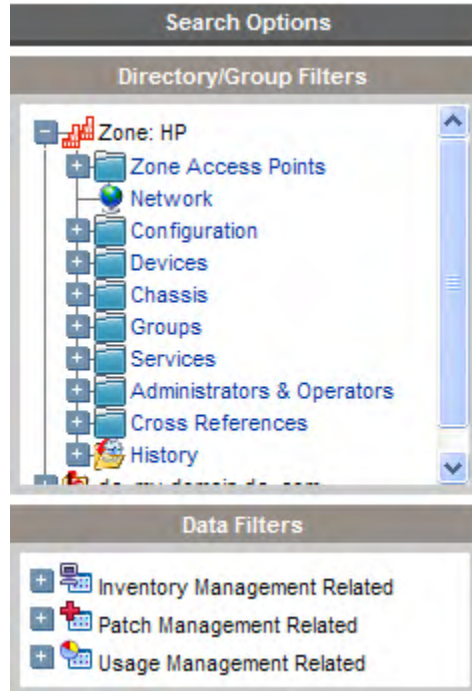 Search Options
Directory/Group Filters
Zone: HP
Zone Access Points
Network
Configuration
Devices
Chassis
Groups
Services
Administrators & Operators
Cross References
History
Data Filters
Inventory Management Related
Patch Management Related
Usage Management Related